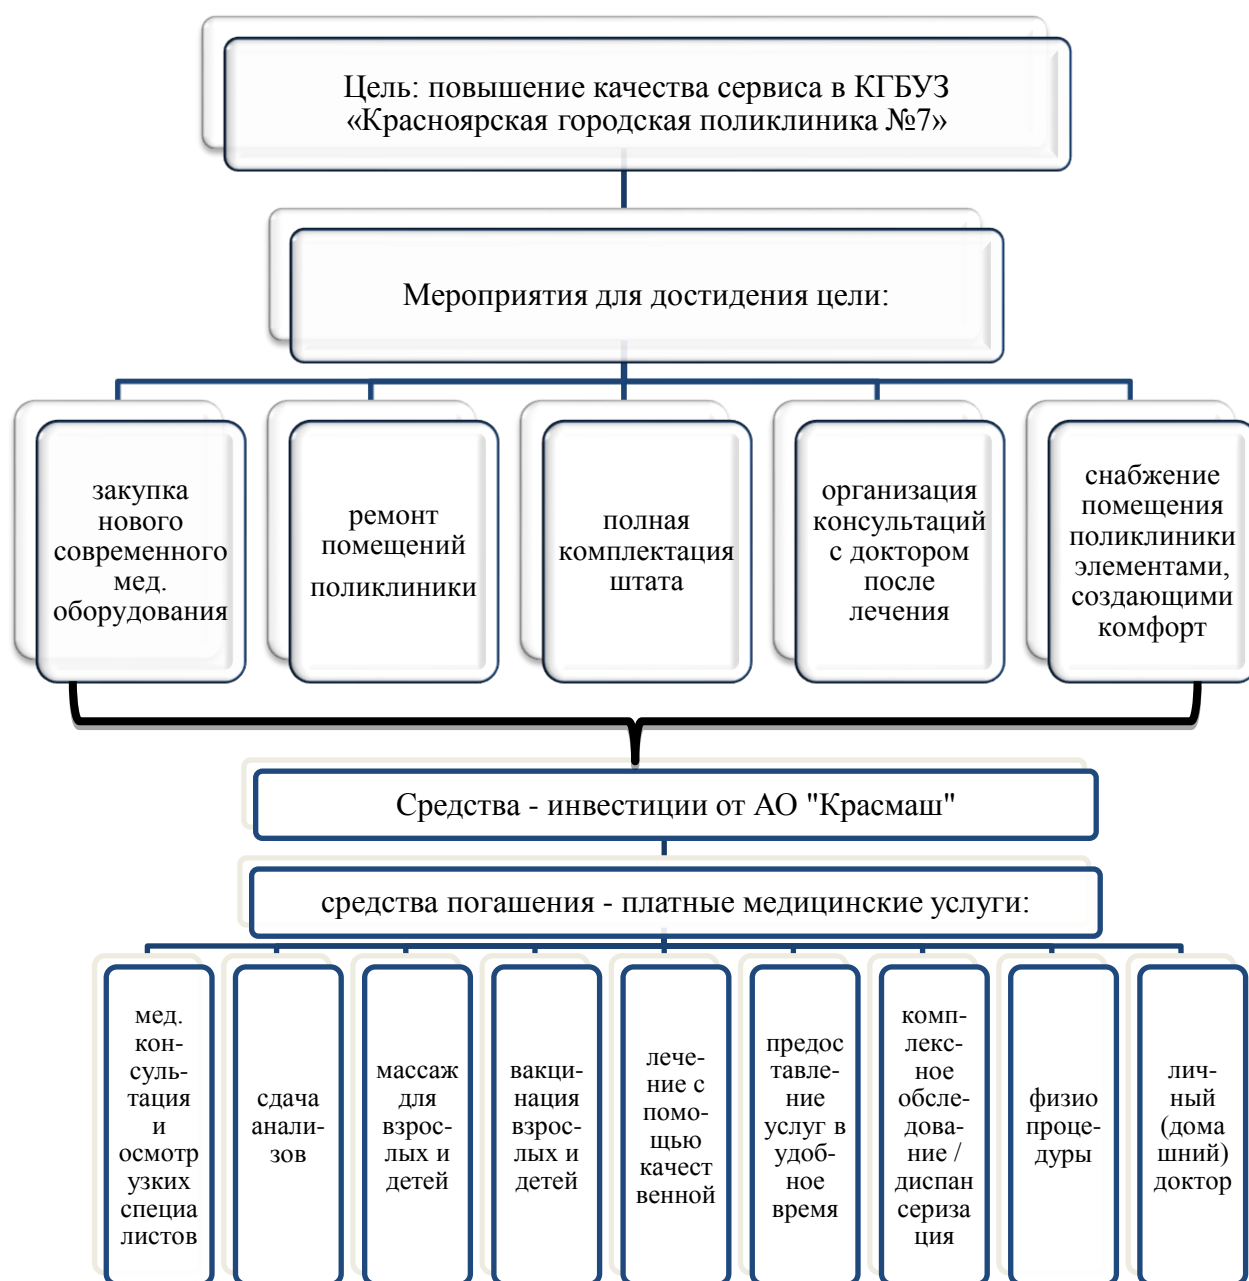 Цель: повышение качества сервиса в КГБУЗ
«Красноярская городская поликлиника №7»
Мероприятия для достидения цели:
закупка
нового
современного
мед.
оборудования
ремонт
помещений
поликлиники
полная
комплектация
штата
организация
консультаций
с доктором
после
лечения
снабжение
помещения
поликлиники
элементами,
создающими
комфорт
Средства - инвестиции от АО "Красмаш"
средства погашения - платные медицинские услуги:
мед.
кон-
суль-
тация
и
осмотр
узких
специа
листов
сдача
анали-
зов
массаж
для
взрос-
лых и
детей
вакци-
нация
взрос-
лых и
детей
лече-
ние с
помо-
щью
качест
венной
предос
тавле-
ние
услуг в
удоб-
ное
время
комп-
лекс-
ное
обсле-
дова-
ние /
диспан
сериза
ция
физио
проце-
дуры
лич-
ный
(дома
шний)
доктор